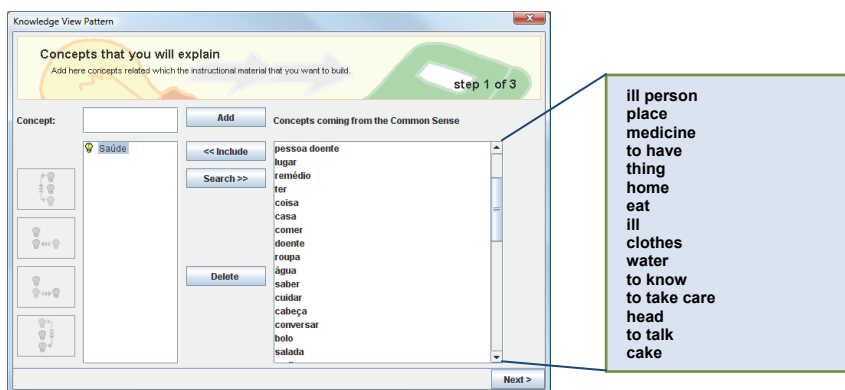 Knowledge View Pattern
Concepts that you will explain
Add here concepts related which the instructional material that you want to build.
step 1 of 3
Concept:
Add
Concepts coming from the Common Sense
Saúde
<< Include
Search >>
Delete
pessoa doente
lugar
remédio
ter
coisa
casa
comer
doente
roupa
água
saber
cuidar
cabeça
conversar
bolo
salada
Next >
ill person
place
medicine
to have
thing
home
eat
ill
clothes
water
to know
to take care
head
to talk
cake